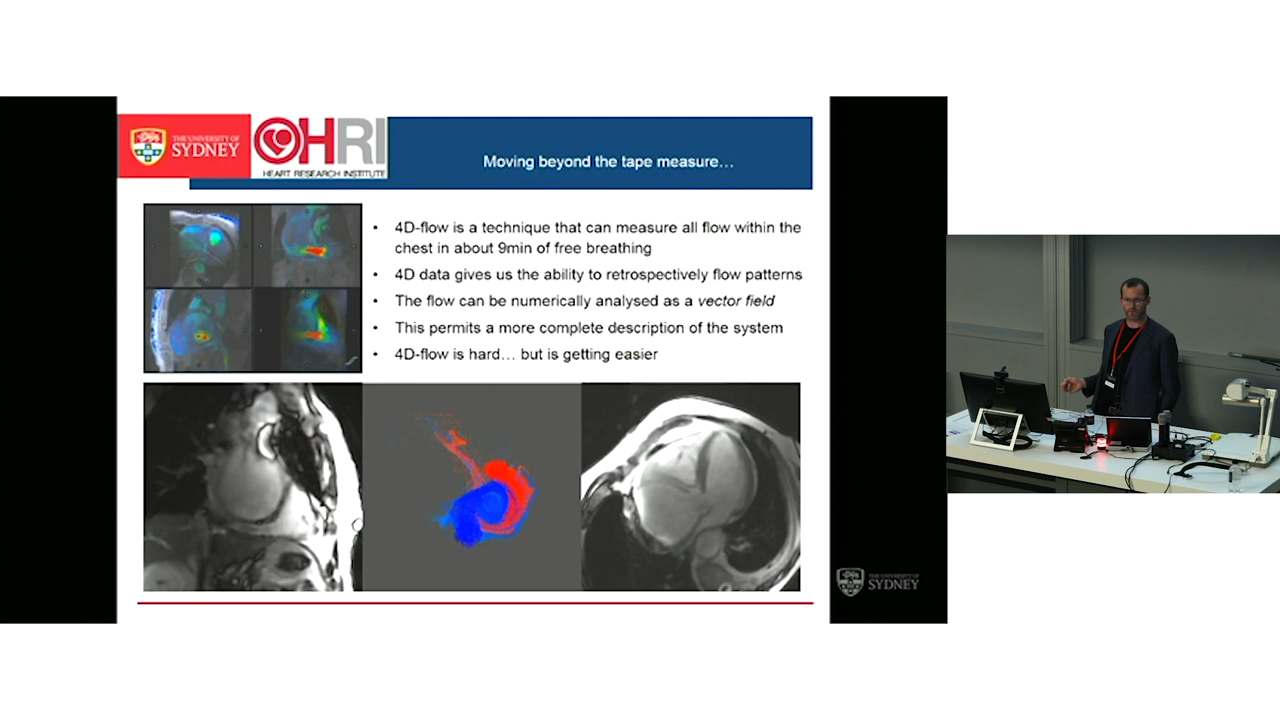 THE UNIVERSITY OF
SYDNEY
HRI
HEART RESEARCH INSTITUTE
Moving beyond the tape measure…
• 4D-flow is a technique that can measure all flow within the
chest in about 9min of free breathing
• 4D data gives us the ability to retrospectively flow patterns
• The flow can be numerically analysed as a vector field
• This permits a more complete description of the system
• 4D-flow is hard… but is getting easier
THE UNIVERSITY OF
SYDNEY